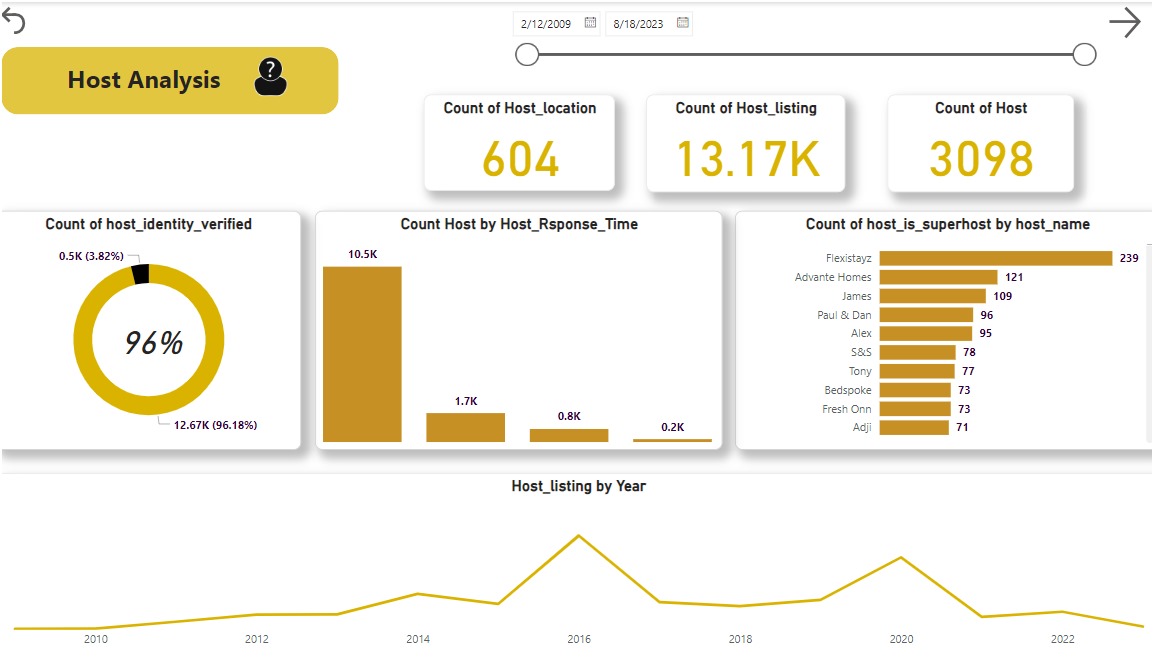 2/12/2009
8/18/2023
Host Analysis
?
Count of Host_location
604
Count of Host_listing
13.17K
Count of Host
3098
Count of host_identity_verified
0.5K (3.82%)
96%
12.67K (96.18%)
Count Host by Host_Rsponse_Time
10.5K
1.7K
0.8K
0.2K
Count of host_is_superhost by host_name
Flexistayz 239
Advante Homes 121
James 109
Paul & Dan 96
Alex 95
S&S 78
Tony 77
Bedspoke 73
Fresh Onn 73
Adji 71
Host_listing by Year
2010 2012 2014 2016 2018 2020 2022